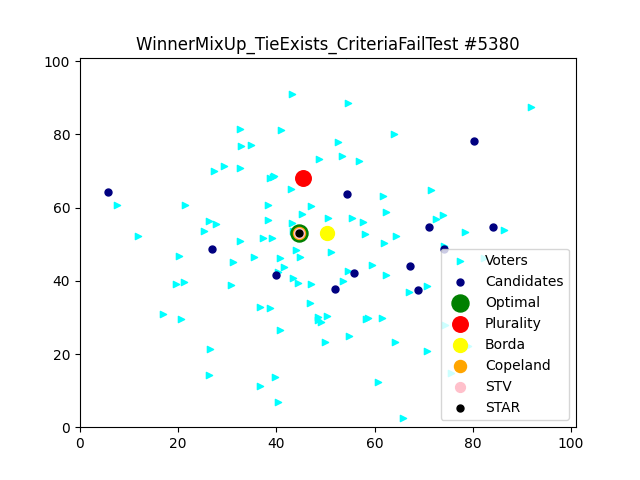 WinnerMixUp_TieExists_CriteriaFailTest #5380
100
80
60
40
20
0
0 20 40 60 80 100
Voters
Candidates
Optimal
Plurality
Borda
Copeland
STV
STAR